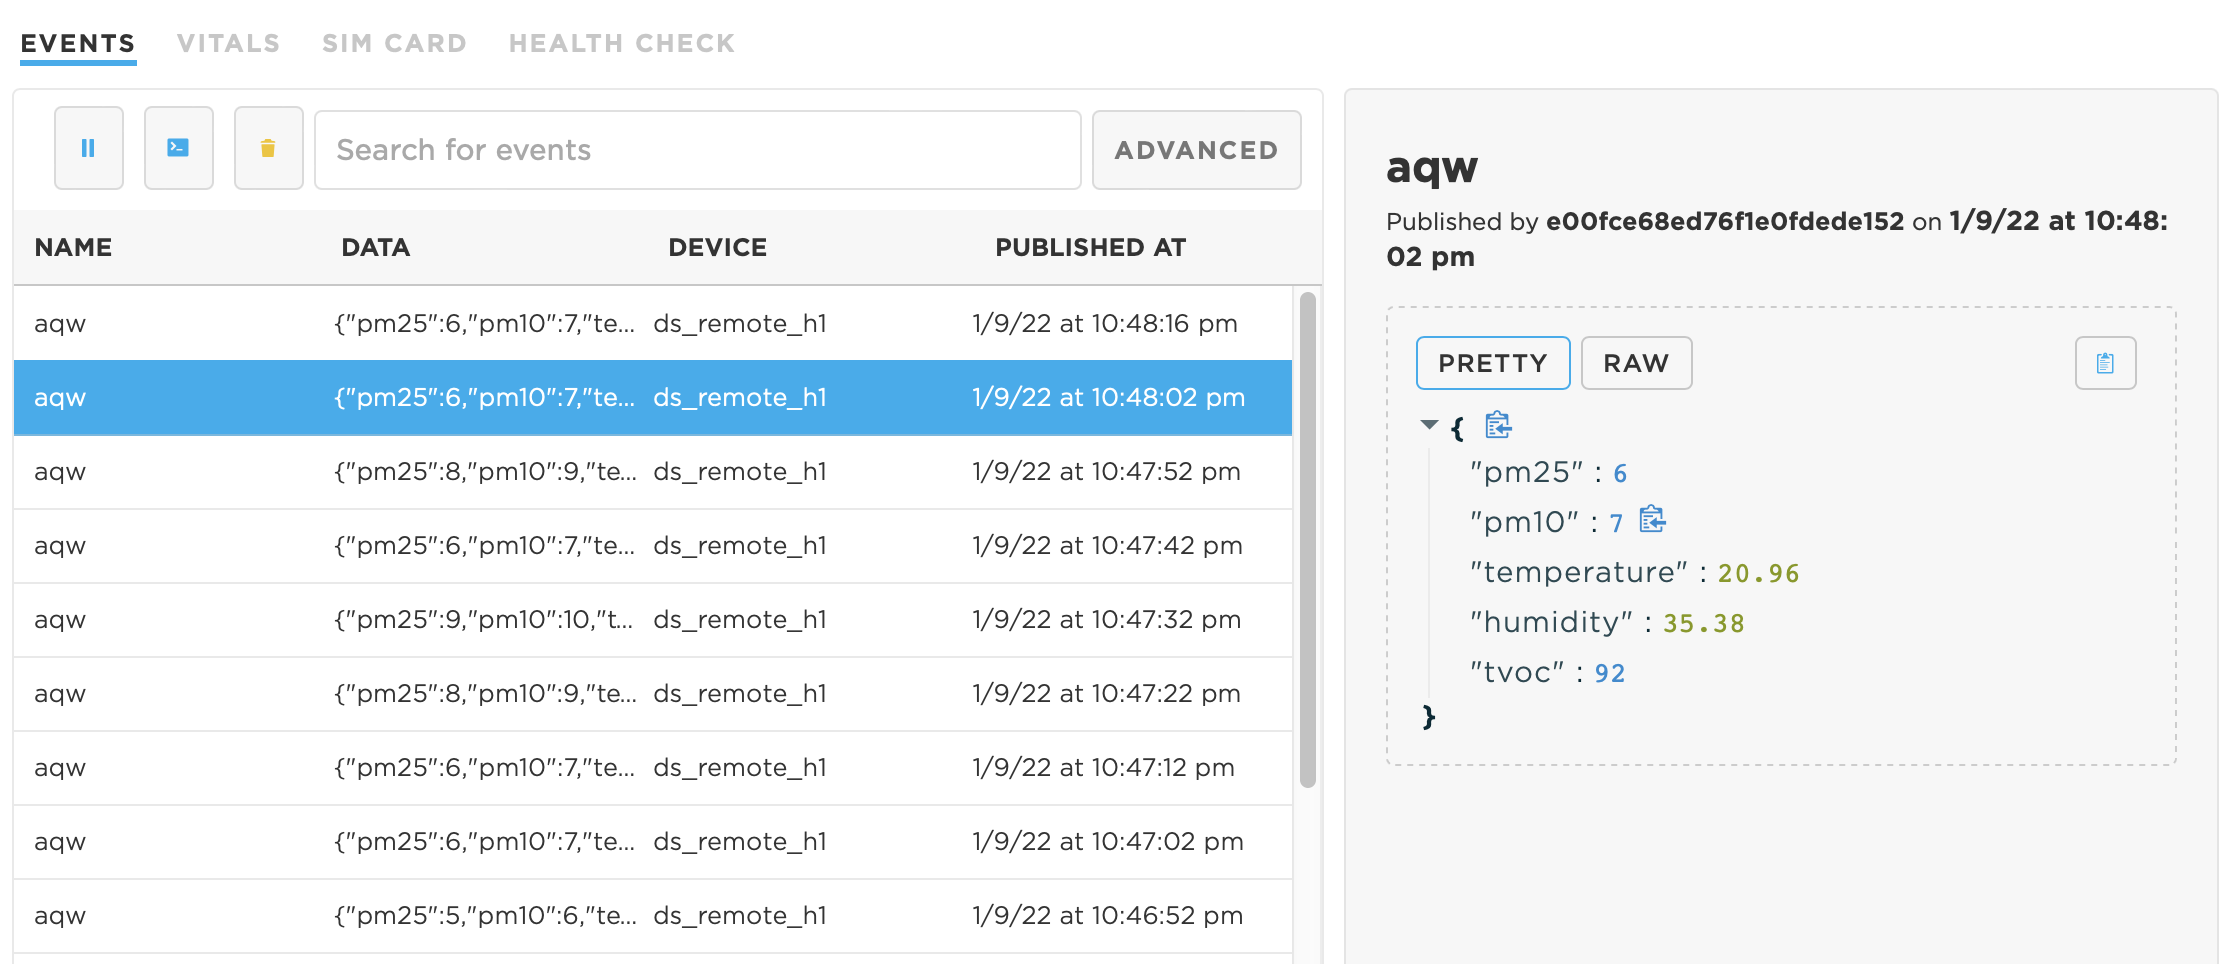 EVENTS VITALS SIM CARD HEALTH CHECK
Search for events ADVANCED
NAME DATA DEVICE PUBLISHED AT
aqw {"pm25":6,"pm10":7,"te... ds_remote_h1 1/9/22 at 10:48:16 pm
aqw {"pm25":6,"pm10":7,"te... ds_remote_h1 1/9/22 at 10:48:02 pm
aqw {"pm25":8,"pm10":9,"te... ds_remote_h1 1/9/22 at 10:47:52 pm
aqw {"pm25":6,"pm10":7,"te... ds_remote_h1 1/9/22 at 10:47:42 pm
aqw {"pm25":9,"pm10":10,"t... ds_remote_h1 1/9/22 at 10:47:32 pm
aqw {"pm25":8,"pm10":9,"te... ds_remote_h1 1/9/22 at 10:47:22 pm
aqw {"pm25":6,"pm10":7,"te... ds_remote_h1 1/9/22 at 10:47:12 pm
aqw {"pm25":6,"pm10":7,"te... ds_remote_h1 1/9/22 at 10:47:02 pm
aqw {"pm25":5,"pm10":6,"te... ds_remote_h1 1/9/22 at 10:46:52 pm
aqw
Published by e00fce68ed76f1e0fdede152 on 1/9/22 at 10:48:
02 pm
PRETTY RAW
{
"pm25" : 6
"pm10" : 7
"temperature" : 20.96
"humidity" : 35.38
"tvoc" : 92
}